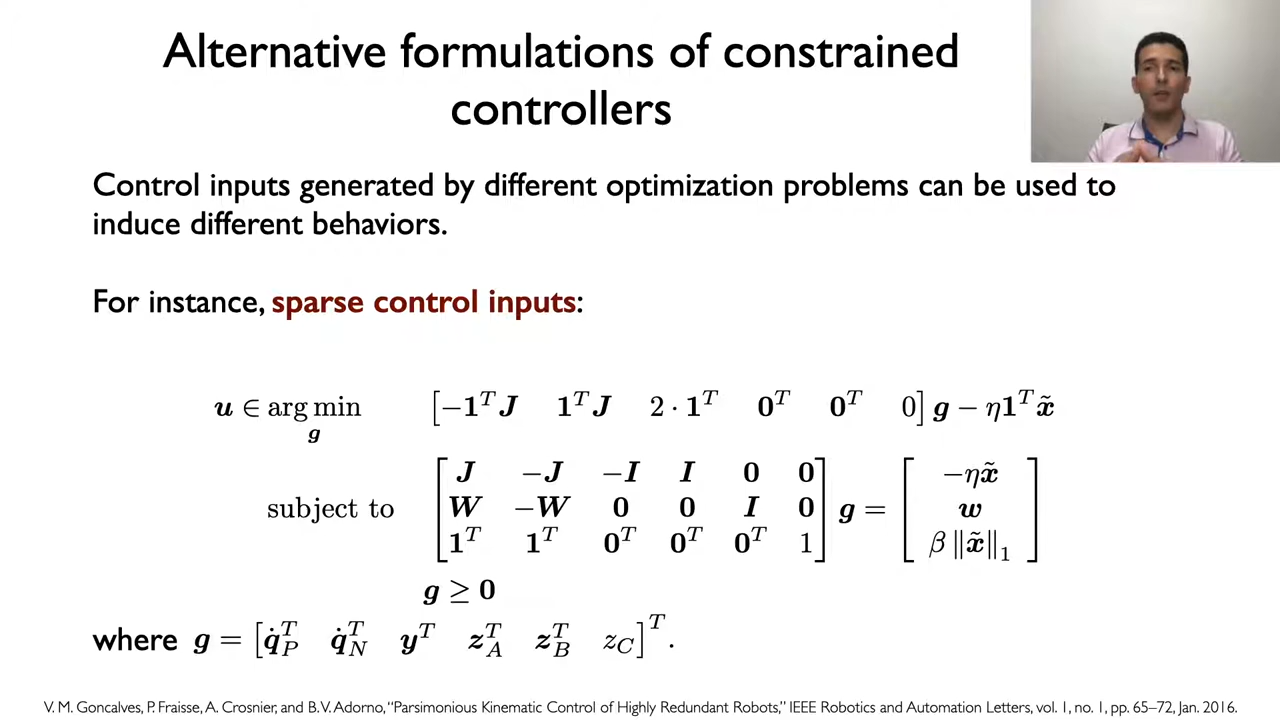 Alternative formulations of constrained
controllers
Control inputs generated by different optimization problems can be used to
induce different behaviors.
For instance, sparse control inputs:
u ∈ arg min [−1ᵀJ 1ᵀJ 2 · 1ᵀ 0ᵀ 0ᵀ 0] g − η1ᵀx̃
g
[J −J −I I 0 0] [−ηx̃]
subject to [W −W 0 0 I 0] g = [w]
[1ᵀ 1ᵀ 0ᵀ 0ᵀ 0ᵀ 1] [β ‖x̃‖₁]
g ≥ 0
where g = [q̇_Pᵀ q̇_Nᵀ yᵀ z_Aᵀ z_Bᵀ z_C]ᵀ.
V. M. Goncalves, P. Fraisse, A. Crosnier, and B. V. Adorno, “Parsimonious Kinematic Control of Highly Redundant Robots,” IEEE Robotics and Automation Letters, vol. 1, no. 1, pp. 65–72, Jan. 2016.